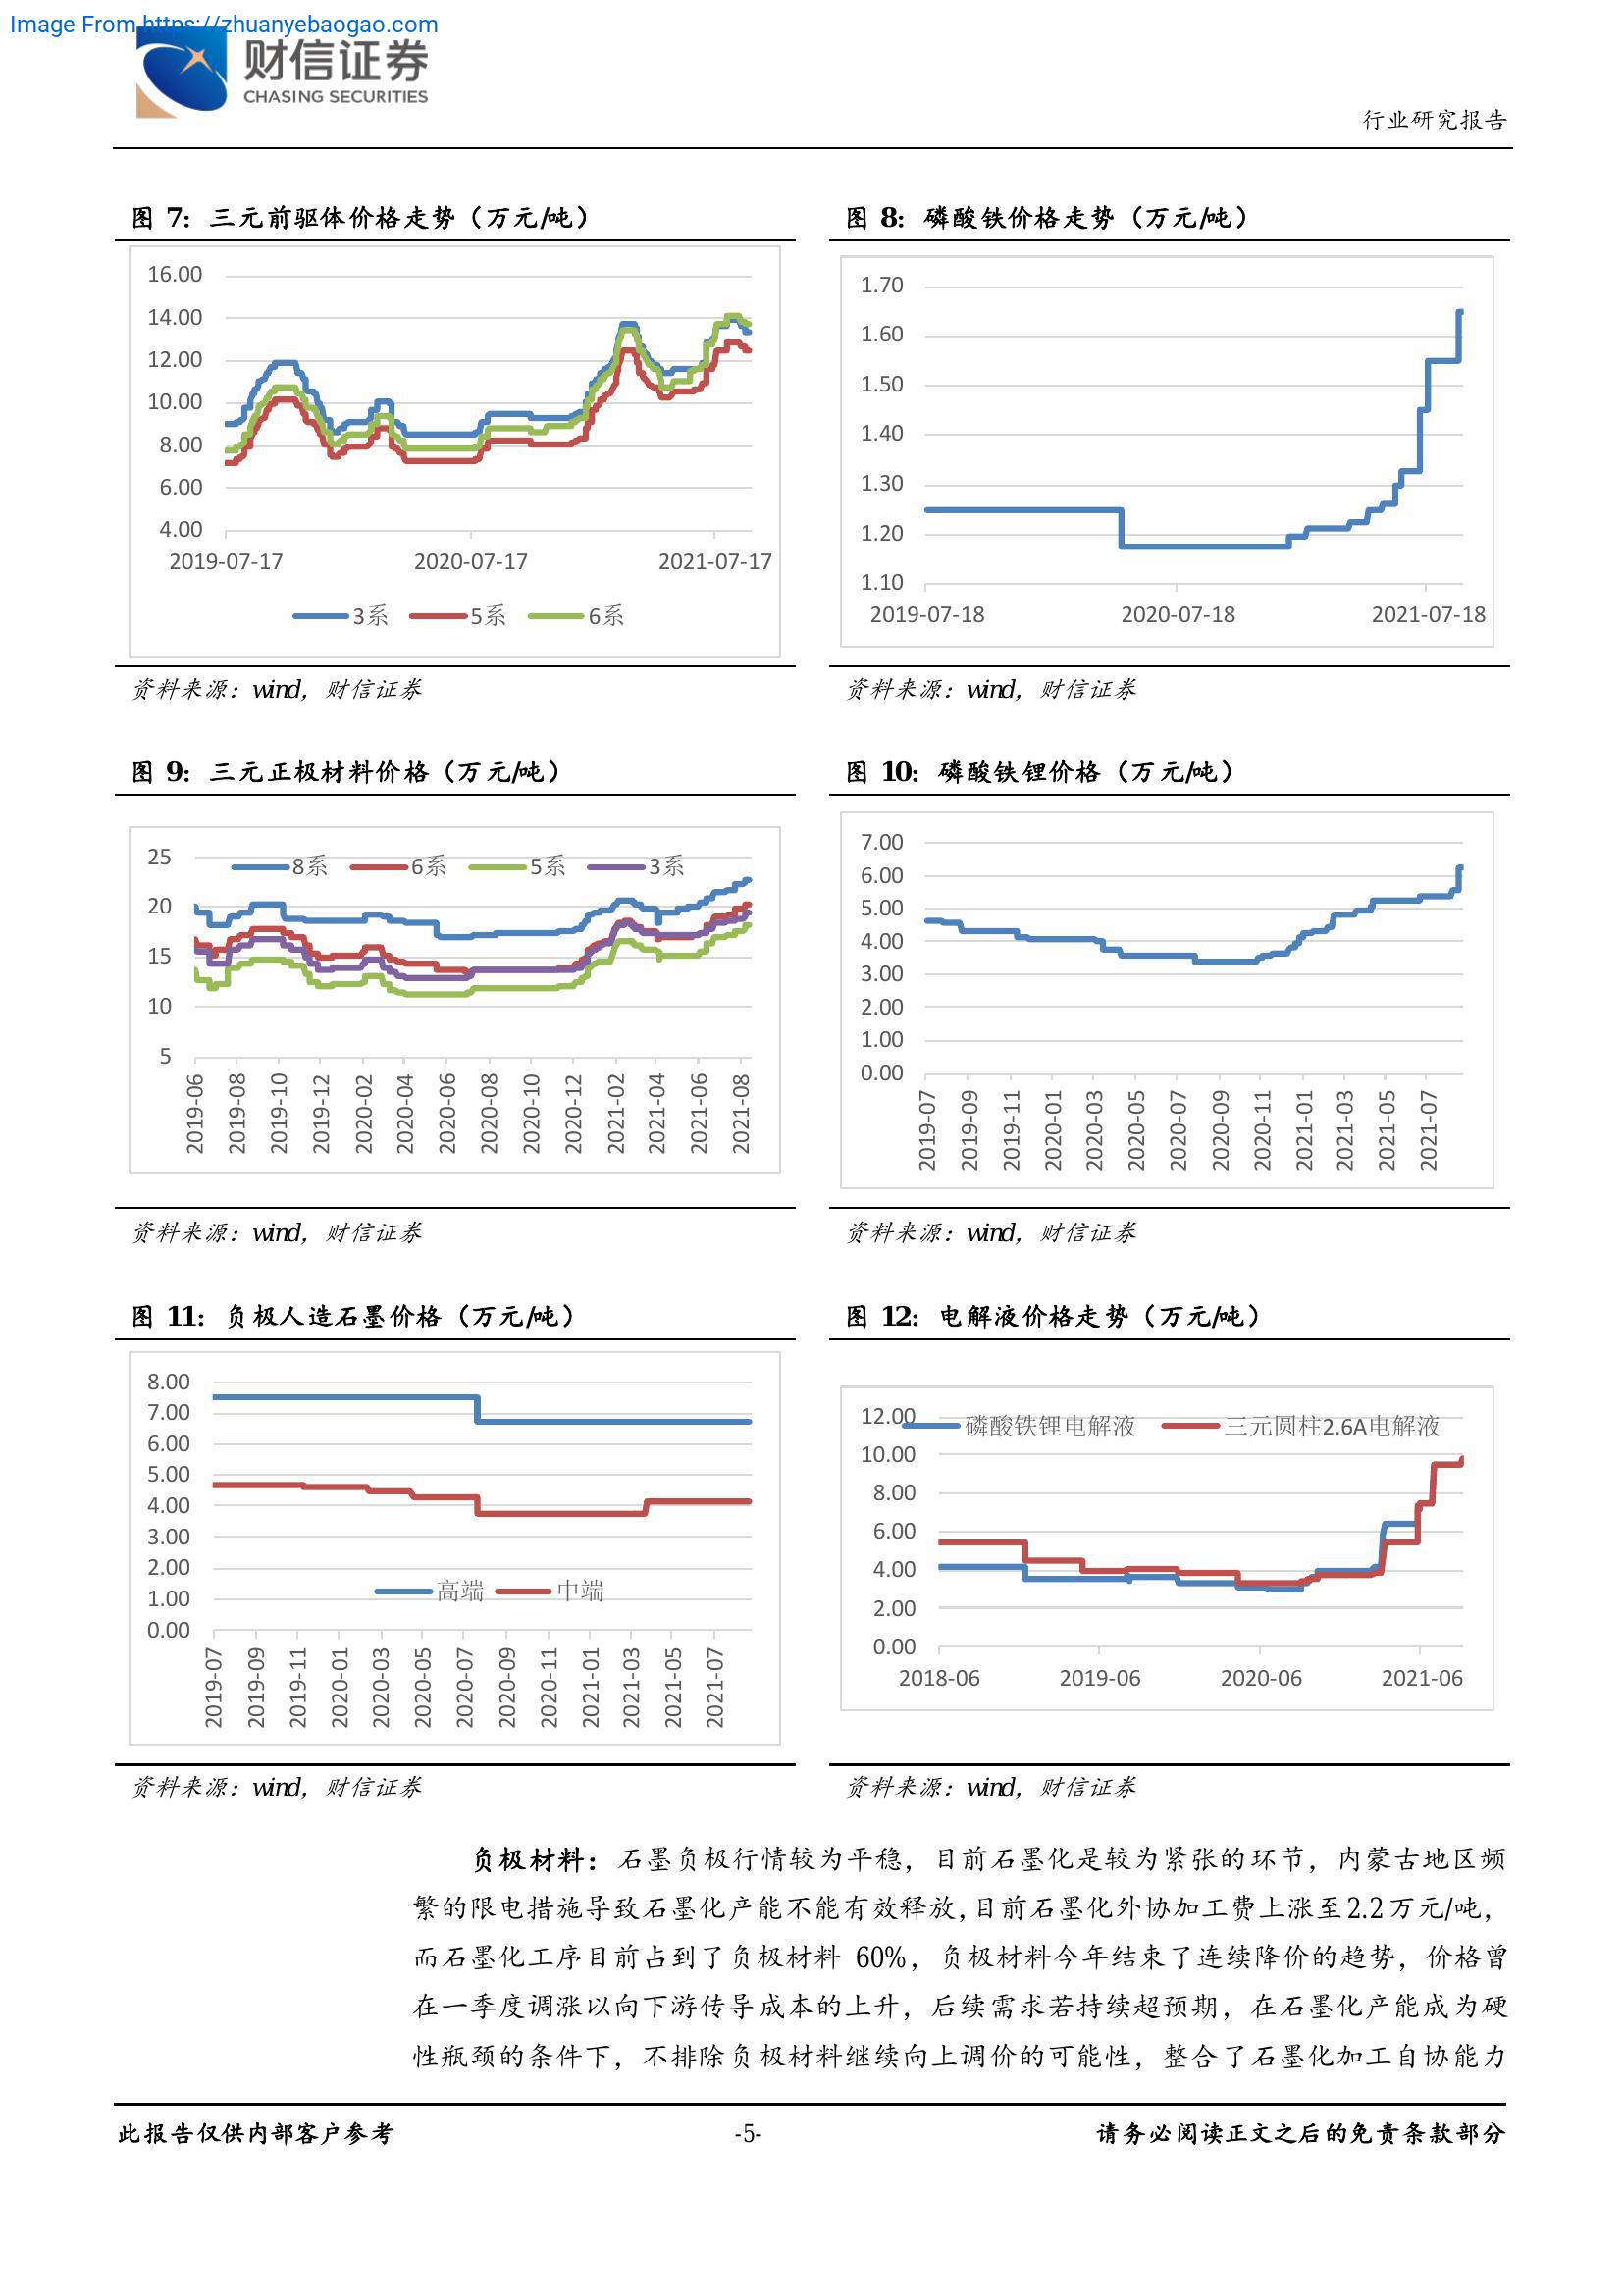 Image From https://zhuanyebaogao.com
财信证券
CHASING SECURITIES
行业研究报告
图 7：三元前驱体价格走势（万元/吨）
16.00
14.00
12.00
10.00
8.00
6.00
4.00
2019-07-17 2020-07-17 2021-07-17
3系 5系 6系
资料来源：wind，财信证券
图 8：磷酸铁价格走势（万元/吨）
1.70
1.60
1.50
1.40
1.30
1.20
1.10
2019-07-18 2020-07-18 2021-07-18
资料来源：wind，财信证券
图 9：三元正极材料价格（万元/吨）
25
20
15
10
5
8系 6系 5系 3系
2019-06 2019-08 2019-10 2019-12 2020-02 2020-04 2020-06 2020-08 2020-10 2020-12 2021-02 2021-04 2021-06 2021-08
资料来源：wind，财信证券
图 10：磷酸铁锂价格（万元/吨）
7.00
6.00
5.00
4.00
3.00
2.00
1.00
0.00
2019-07 2019-09 2019-11 2020-01 2020-03 2020-05 2020-07 2020-09 2020-11 2021-01 2021-03 2021-05 2021-07
资料来源：wind，财信证券
图 11：负极人造石墨价格（万元/吨）
8.00
7.00
6.00
5.00
4.00
3.00
2.00
1.00
0.00
高端 中端
2019-07 2019-09 2019-11 2020-01 2020-03 2020-05 2020-07 2020-09 2020-11 2021-01 2021-03 2021-05 2021-07
资料来源：wind，财信证券
图 12：电解液价格走势（万元/吨）
12.00
10.00
8.00
6.00
4.00
2.00
0.00
磷酸铁锂电解液 三元圆柱2.6A电解液
2018-06 2019-06 2020-06 2021-06
资料来源：wind，财信证券
负极材料：石墨负极行情较为平稳，目前石墨化是较为紧张的环节，内蒙古地区频
繁的限电措施导致石墨化产能不能有效释放，目前石墨化外协加工费上涨至2.2万元/吨，
而石墨化工序目前占到了负极材料 60%，负极材料今年结束了连续降价的趋势，价格曾
在一季度调涨以向下游传导成本的上升，后续需求若持续超预期，在石墨化产能成为硬
性瓶颈的条件下，不排除负极材料继续向上调价的可能性，整合了石墨化加工自协能力
此报告仅供内部客户参考
-5-
请务必阅读正文之后的免责条款部分